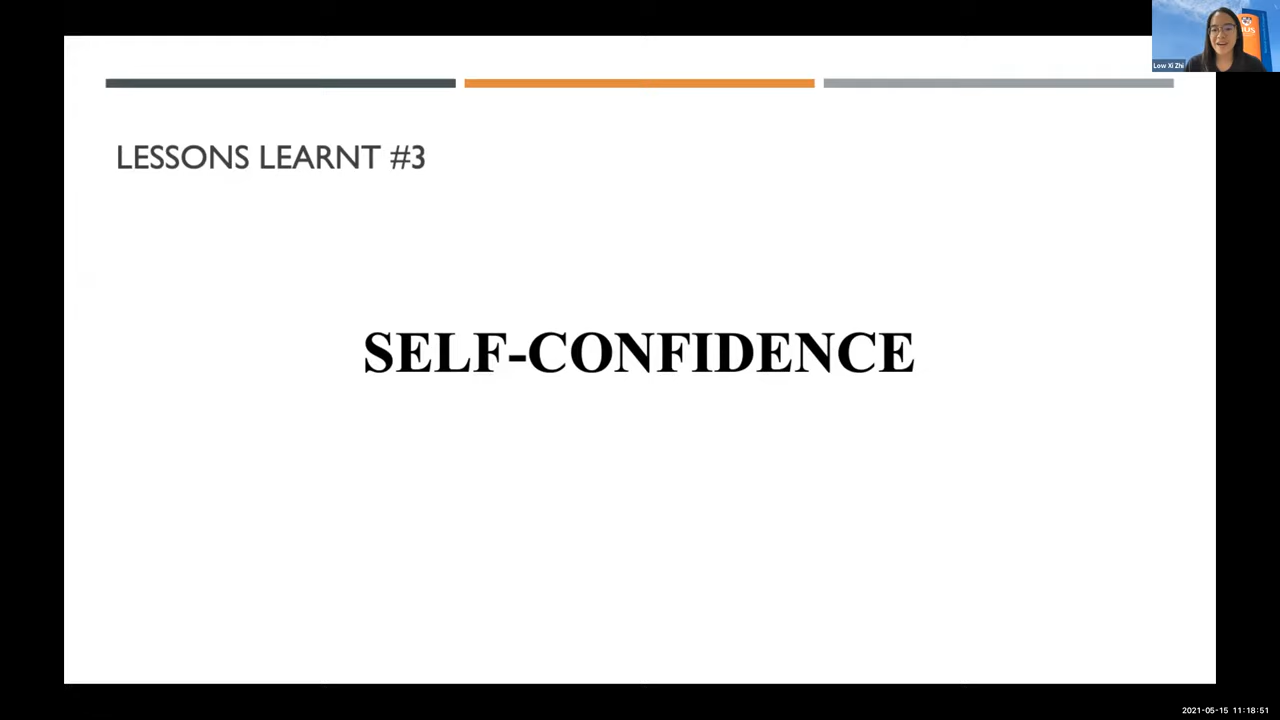 Low Xi Zhi
LESSONS LEARNT #3
SELF-CONFIDENCE
2021-05-15 11:18:51